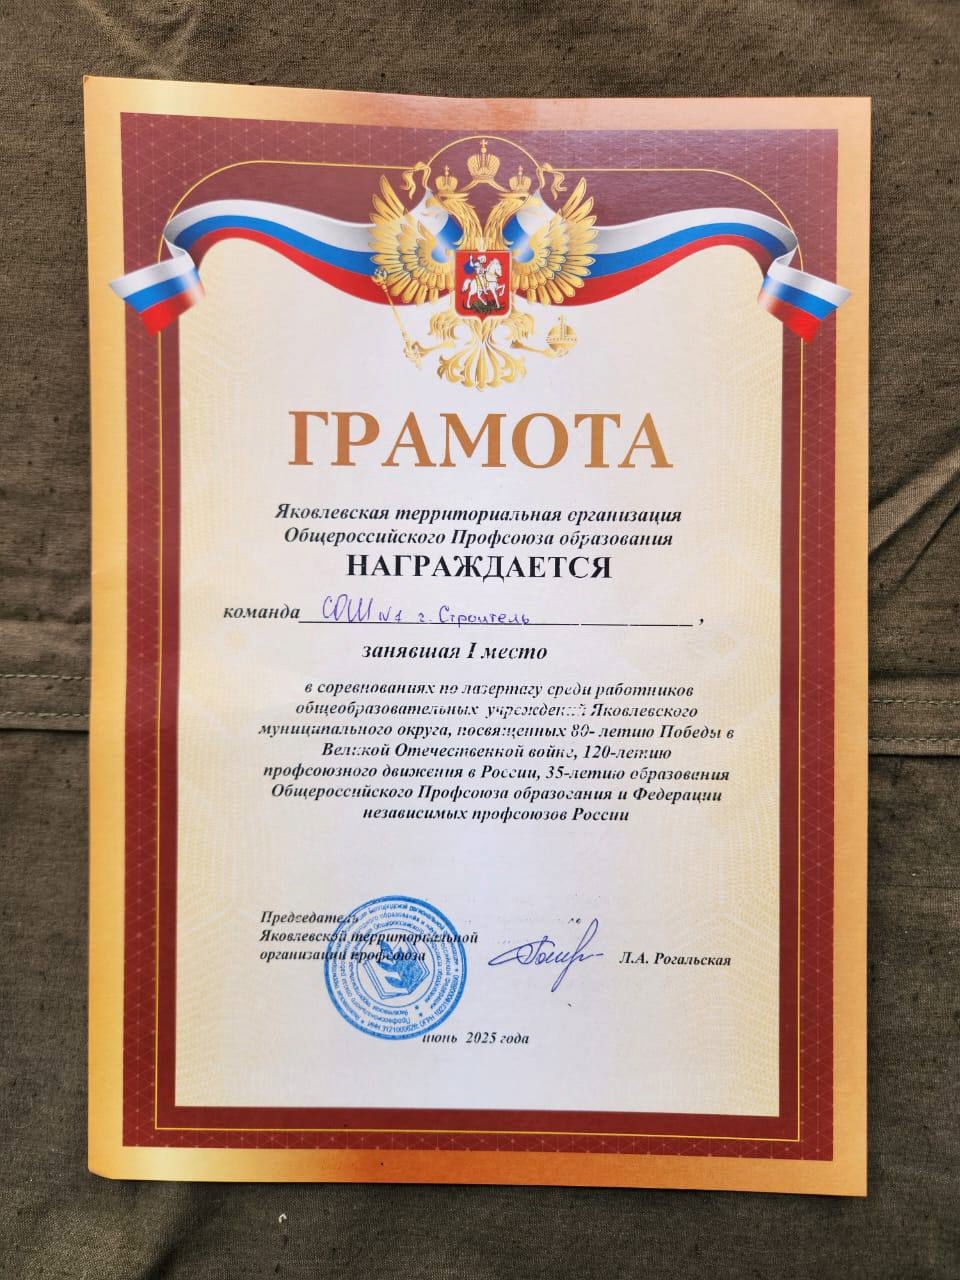 ГРАМОТА
Яковлевская территориальная организация
Общероссийского Профсоюза образования
НАГРАЖДАЕТСЯ
команда СОШ №1 г. Строитель ,
занявшая I место
в соревнованиях по лазертагу среди работников
общеобразовательных учреждений Яковлевского
муниципального округа, посвященных 80- летию Победы в
Великой Отечественной войне, 120-летию
профсоюзного движения в России, 35-летию образования
Общероссийского Профсоюза образования и Федерации
независимых профсоюзов России
Председатель
Яковлевской территориальной
организации профсоюза Л.А. Рогальская
июнь 2025 года